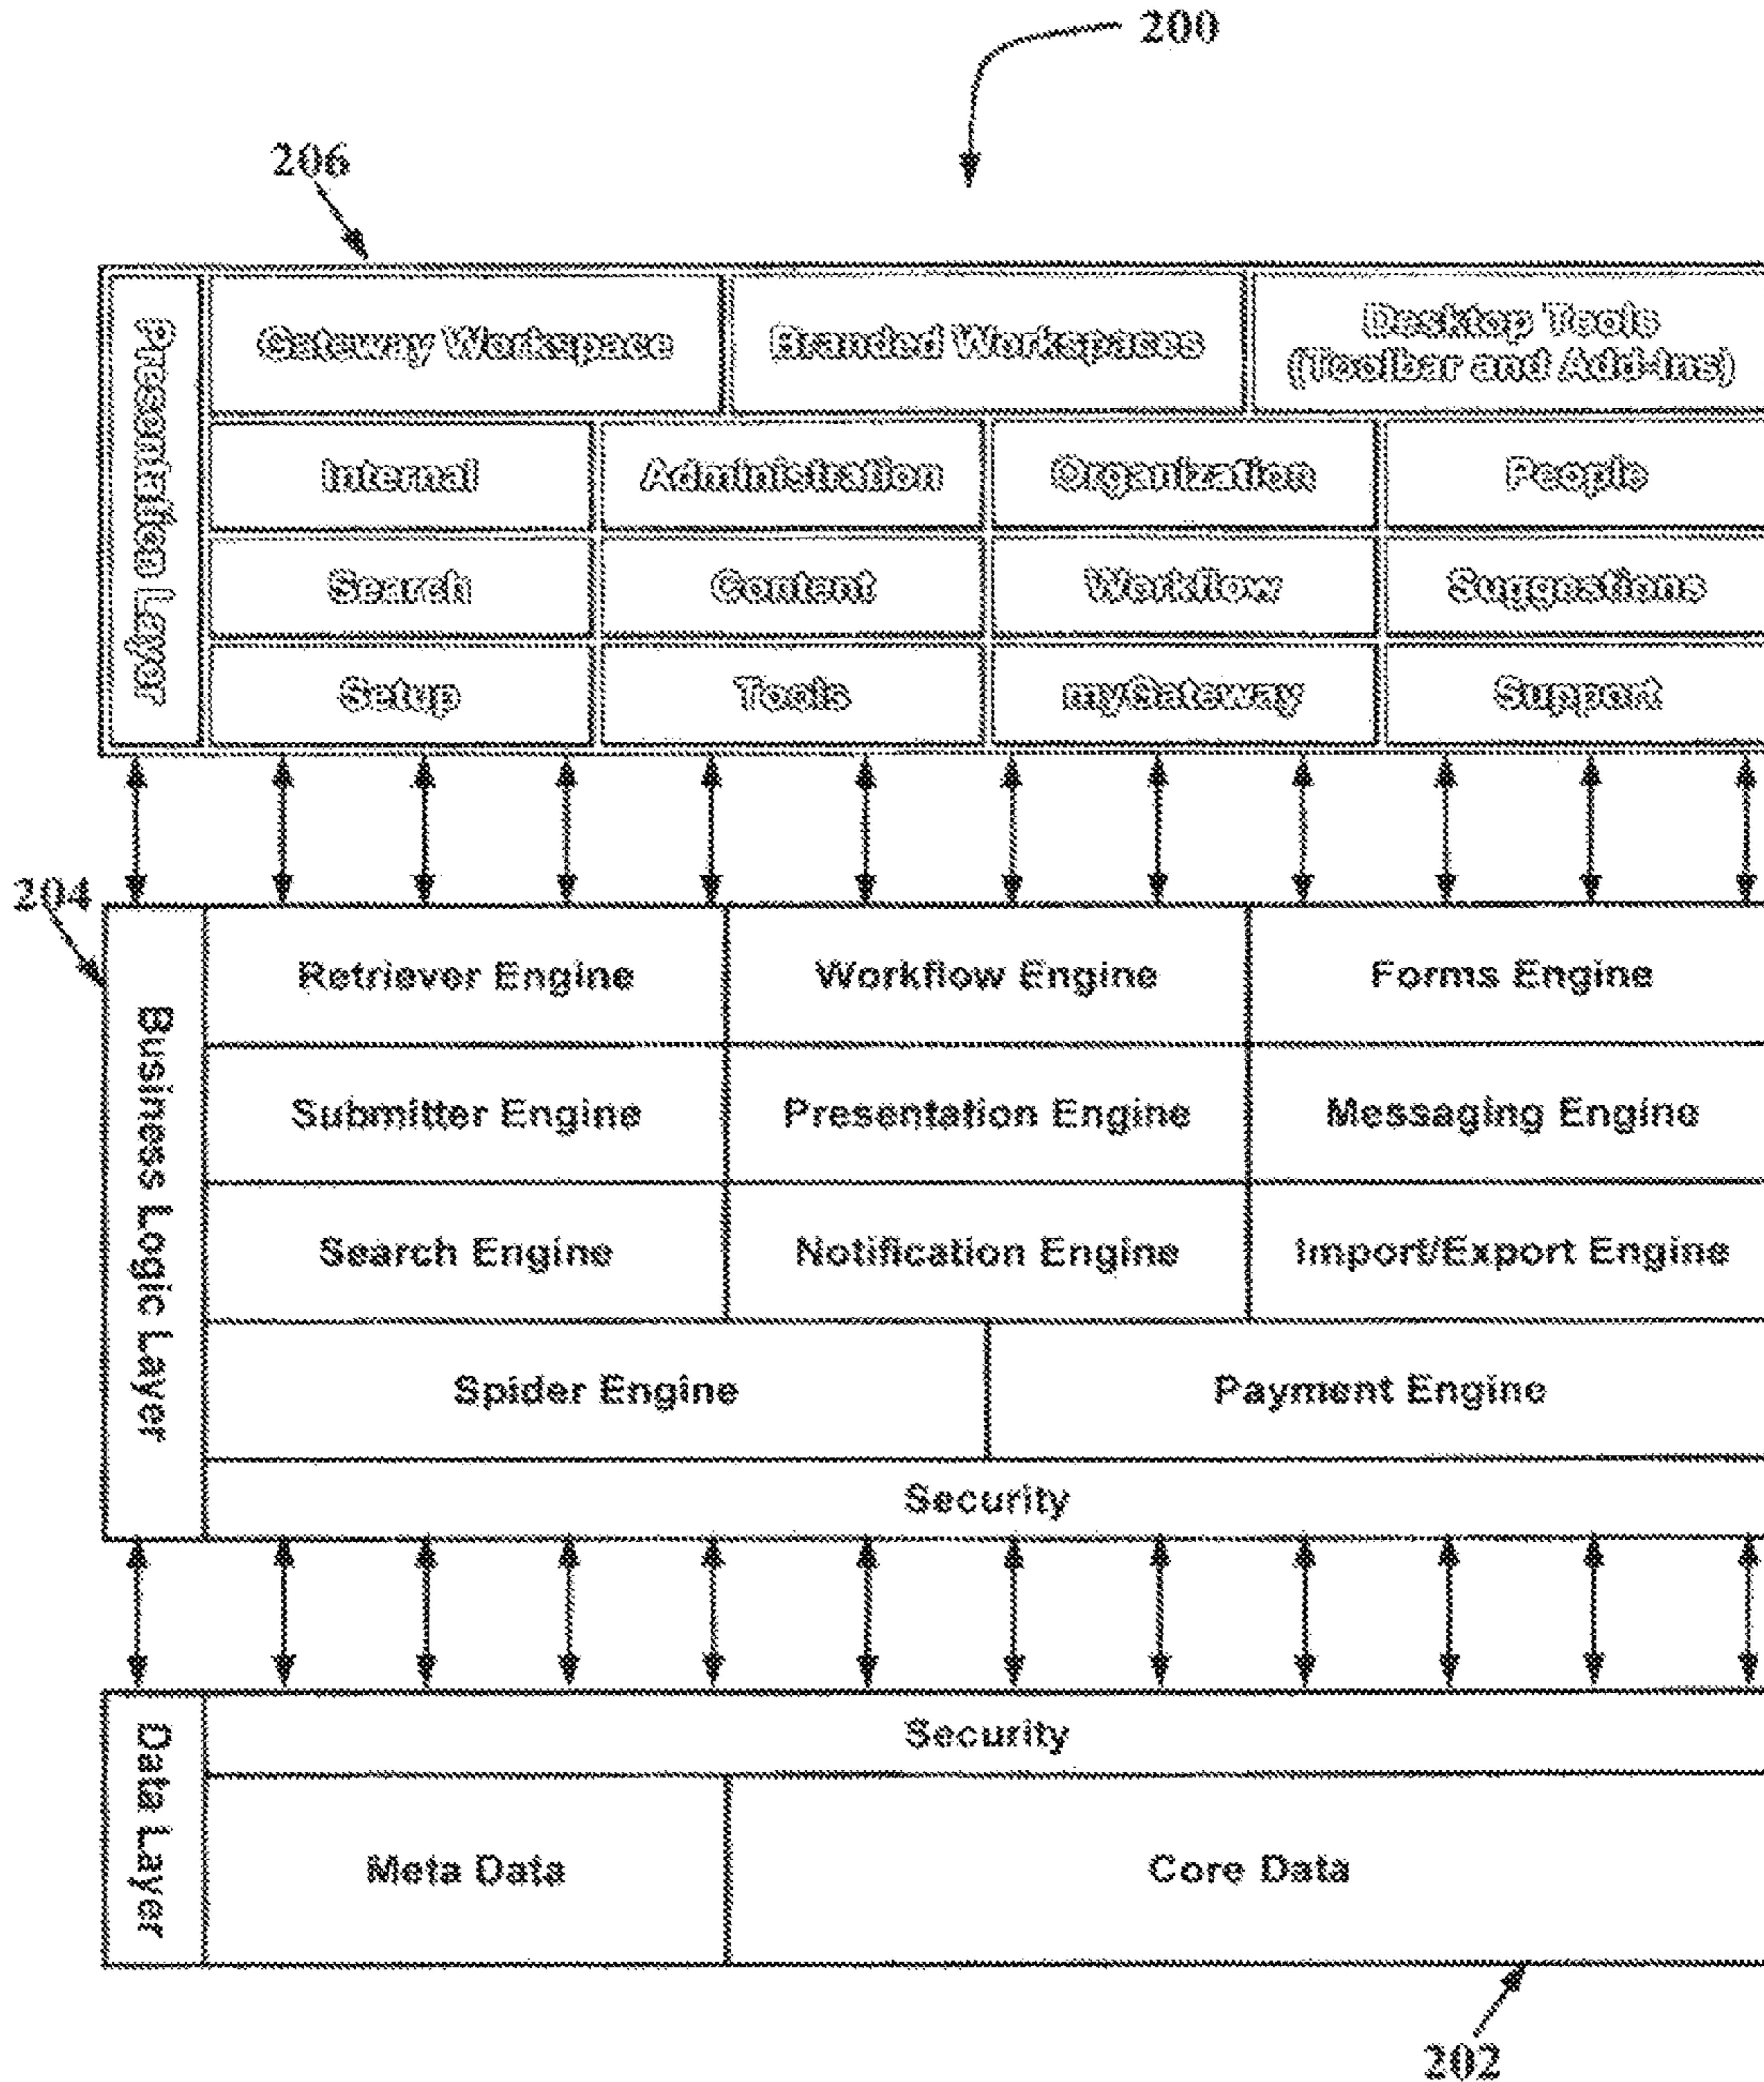 200
206
Presentation Layer
Gateway Workspace
Branded Workspaces
Desktop Tools
(Toolbar and Add-Ins)
Internal
Administration
Organization
People
Search
Content
Workflow
Suggestions
Setup
Tools
myGateway
Support
204
Business Logic Layer
Retriever Engine
Workflow Engine
Forms Engine
Submitter Engine
Presentation Engine
Messaging Engine
Search Engine
Notification Engine
Import/Export Engine
Spider Engine
Payment Engine
Security
Data Layer
Security
Meta Data
Core Data
202